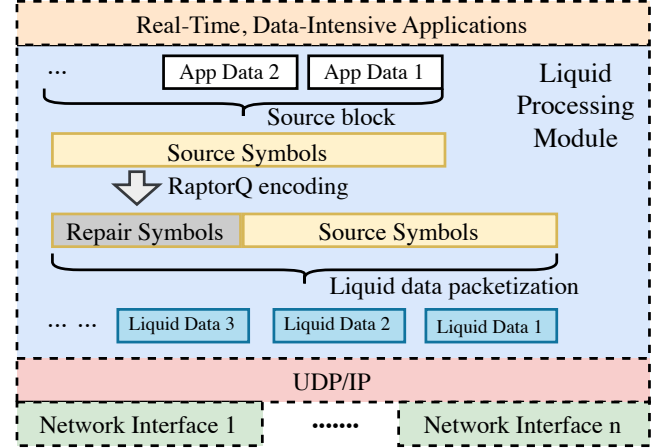 Real-Time, Data-Intensive Applications
... App Data 2 App Data 1
Liquid
Processing
Module
Source block
Source Symbols
RaptorQ encoding
Repair Symbols Source Symbols
Liquid data packetization
... ... Liquid Data 3 Liquid Data 2 Liquid Data 1
UDP/IP
Network Interface 1 ....... Network Interface n